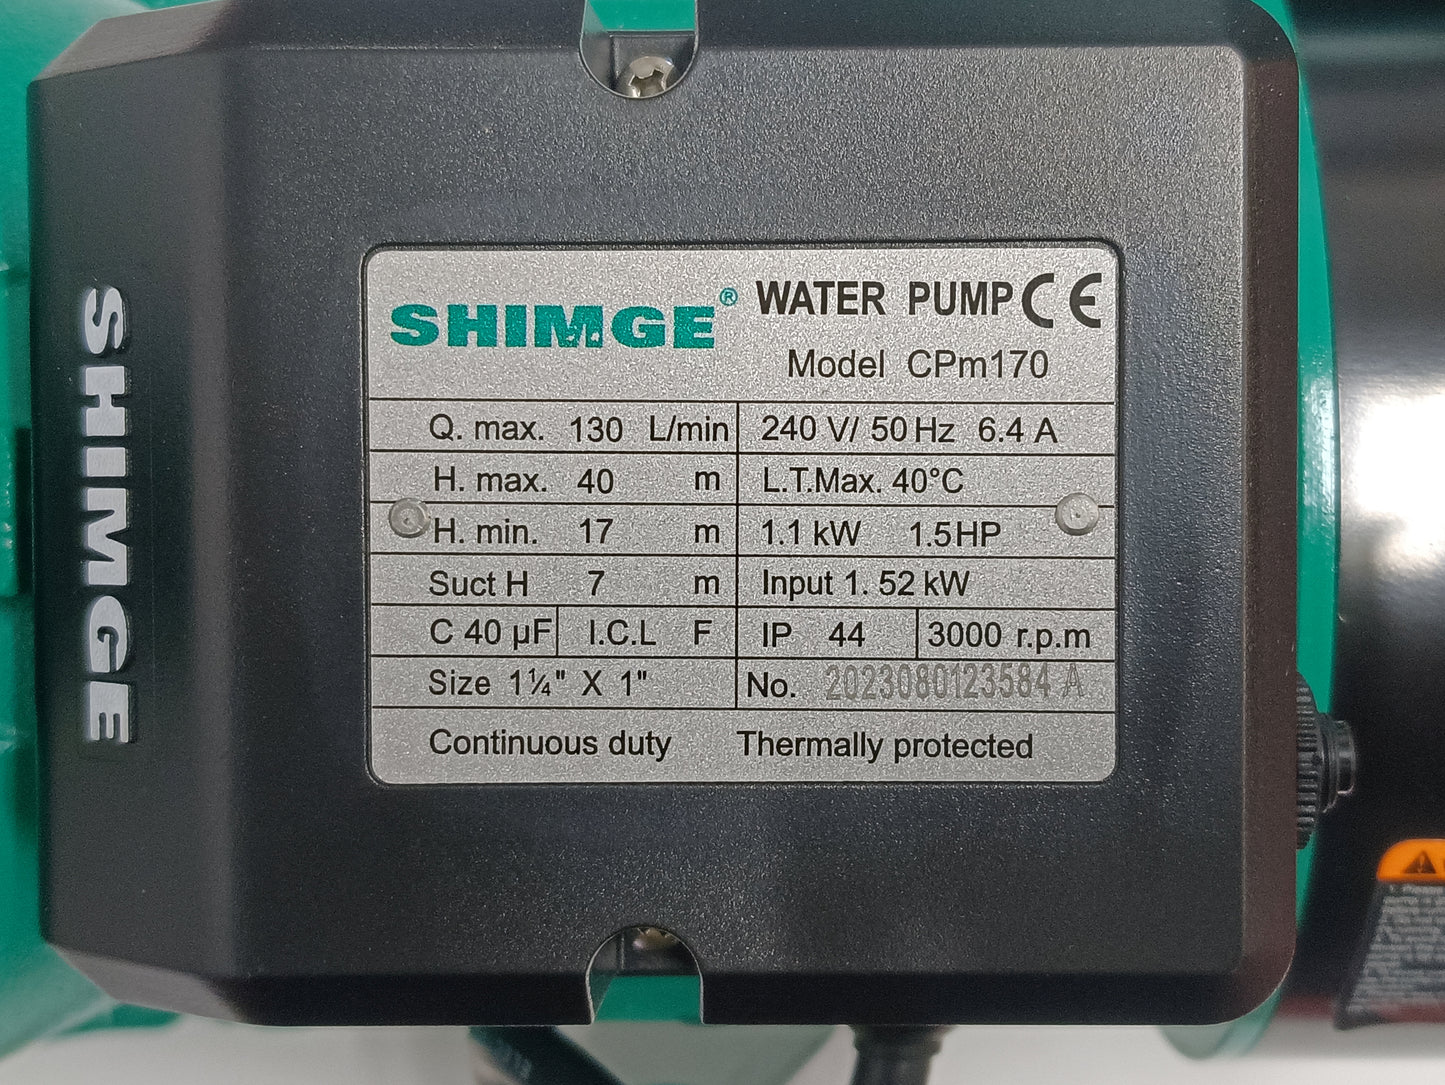 SHIMGE
SHIMGE® WATER PUMP CE
Model CPm170
Q. max. 130 L/min 240 V/ 50 Hz 6.4 A
H. max. 40 m L.T.Max. 40°C
H. min. 17 m 1.1 kW 1.5HP
Suct H 7 m Input 1. 52 kW
C 40 µF I.C.L F IP 44 3000 r.p.m
Size 1¼" X 1" No. 2023080123584 A
Continuous duty Thermally protected